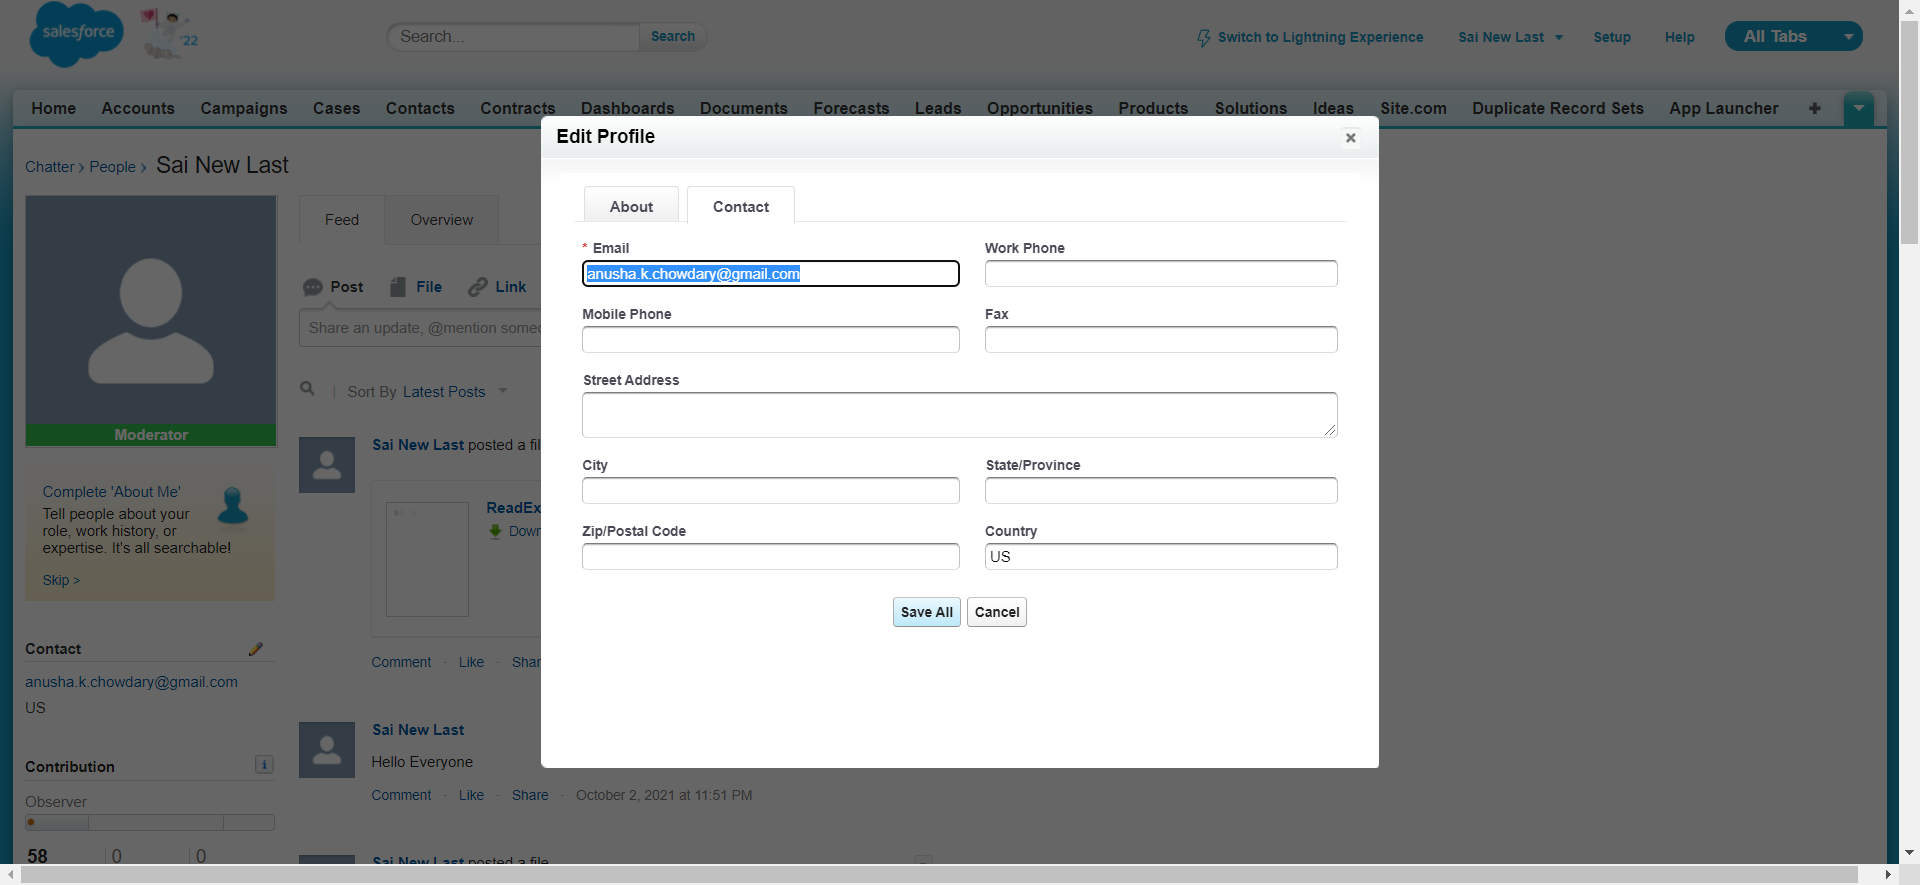 salesforce
'22
Search...
Search
Switch to Lightning Experience
Sai New Last
Setup
Help
All Tabs
Home
Accounts
Campaigns
Cases
Contacts
Contracts
Dashboards
Documents
Forecasts
Leads
Opportunities
Products
Solutions
Ideas
Site.com
Duplicate Record Sets
App Launcher
+
Chatter › People › Sai New Last
Moderator
Complete 'About Me'
Tell people about your
role, work history, or
expertise. It's all searchable!
Skip >
Contact
anusha.k.chowdary@gmail.com
US
Contribution
i
Observer
58
0
0
Feed
Overview
Post
File
Link
Share an update, @mention
| Sort By Latest Posts
Sai New Last posted a
Comment · Like ·
Sai New Last
Hello Everyone
Comment · Like · Share · October 2, 2021 at 11:51 PM
Sai New Last posted a file
Edit Profile
About
Contact
* Email
anusha.k.chowdary@gmail.com
Work Phone
Mobile Phone
Fax
Street Address
City
State/Province
Zip/Postal Code
Country
US
Save All
Cancel